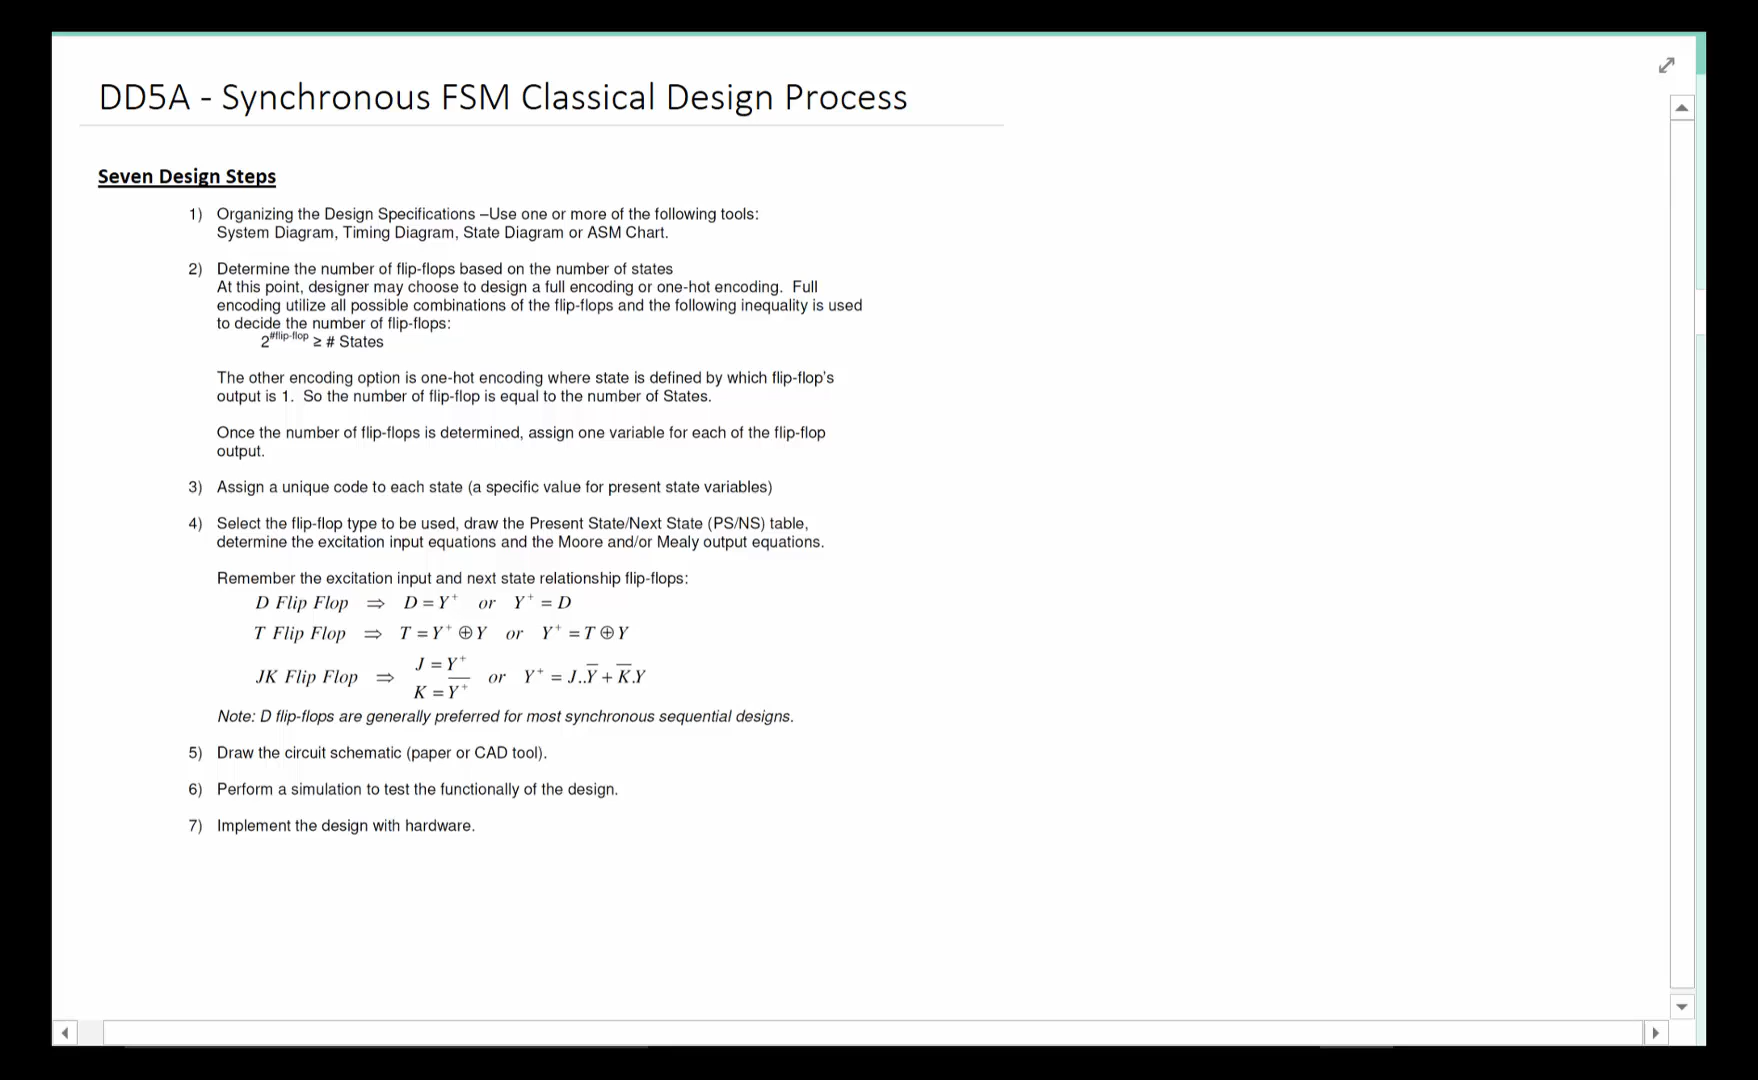 DD5A - Synchronous FSM Classical Design Process
Seven Design Steps
1) Organizing the Design Specifications –Use one or more of the following tools:
System Diagram, Timing Diagram, State Diagram or ASM Chart.
2) Determine the number of flip-flops based on the number of states
At this point, designer may choose to design a full encoding or one-hot encoding. Full
encoding utilize all possible combinations of the flip-flops and the following inequality is used
to decide the number of flip-flops:
2^#flip-flop ≥ # States
The other encoding option is one-hot encoding where state is defined by which flip-flop's
output is 1. So the number of flip-flop is equal to the number of States.
Once the number of flip-flops is determined, assign one variable for each of the flip-flop
output.
3) Assign a unique code to each state (a specific value for present state variables)
4) Select the flip-flop type to be used, draw the Present State/Next State (PS/NS) table,
determine the excitation input equations and the Moore and/or Mealy output equations.
Remember the excitation input and next state relationship flip-flops:
D Flip Flop ⇒ D = Y⁺ or Y⁺ = D
T Flip Flop ⇒ T = Y⁺ ⊕ Y or Y⁺ = T ⊕ Y
JK Flip Flop ⇒ J = Y⁺ K = Y̅⁺ or Y⁺ = J..Y̅ + K̅.Y
Note: D flip-flops are generally preferred for most synchronous sequential designs.
5) Draw the circuit schematic (paper or CAD tool).
6) Perform a simulation to test the functionally of the design.
7) Implement the design with hardware.